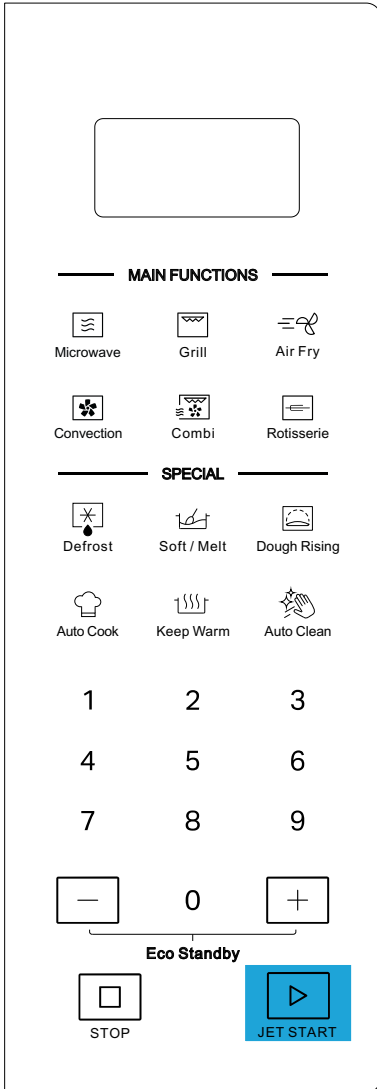 MAIN FUNCTIONS
Microwave Grill Air Fry
Convection Combi Rotisserie
SPECIAL
Defrost Soft / Melt Dough Rising
Auto Cook Keep Warm Auto Clean
1 2 3
4 5 6
7 8 9
− 0 +
Eco Standby
STOP JET START